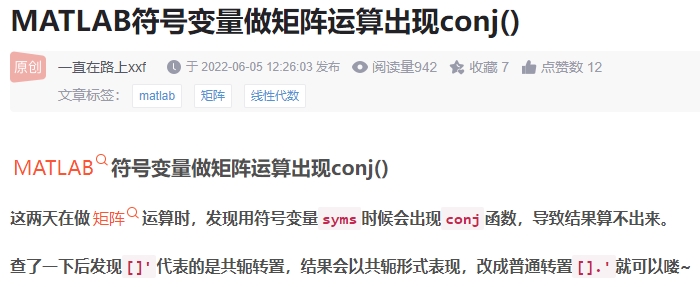 MATLAB符号变量做矩阵运算出现conj()
原创 一直在路上xxf 于 2022-06-05 12:26:03 发布 阅读量942 收藏 7 点赞数 12
文章标签： matlab 矩阵 线性代数
MATLAB符号变量做矩阵运算出现conj()
这两天在做矩阵运算时，发现用符号变量syms时候会出现conj函数，导致结果算不出来。
查了一下后发现[]'代表的是共轭转置，结果会以共轭形式表现，改成普通转置[].'就可以喽~